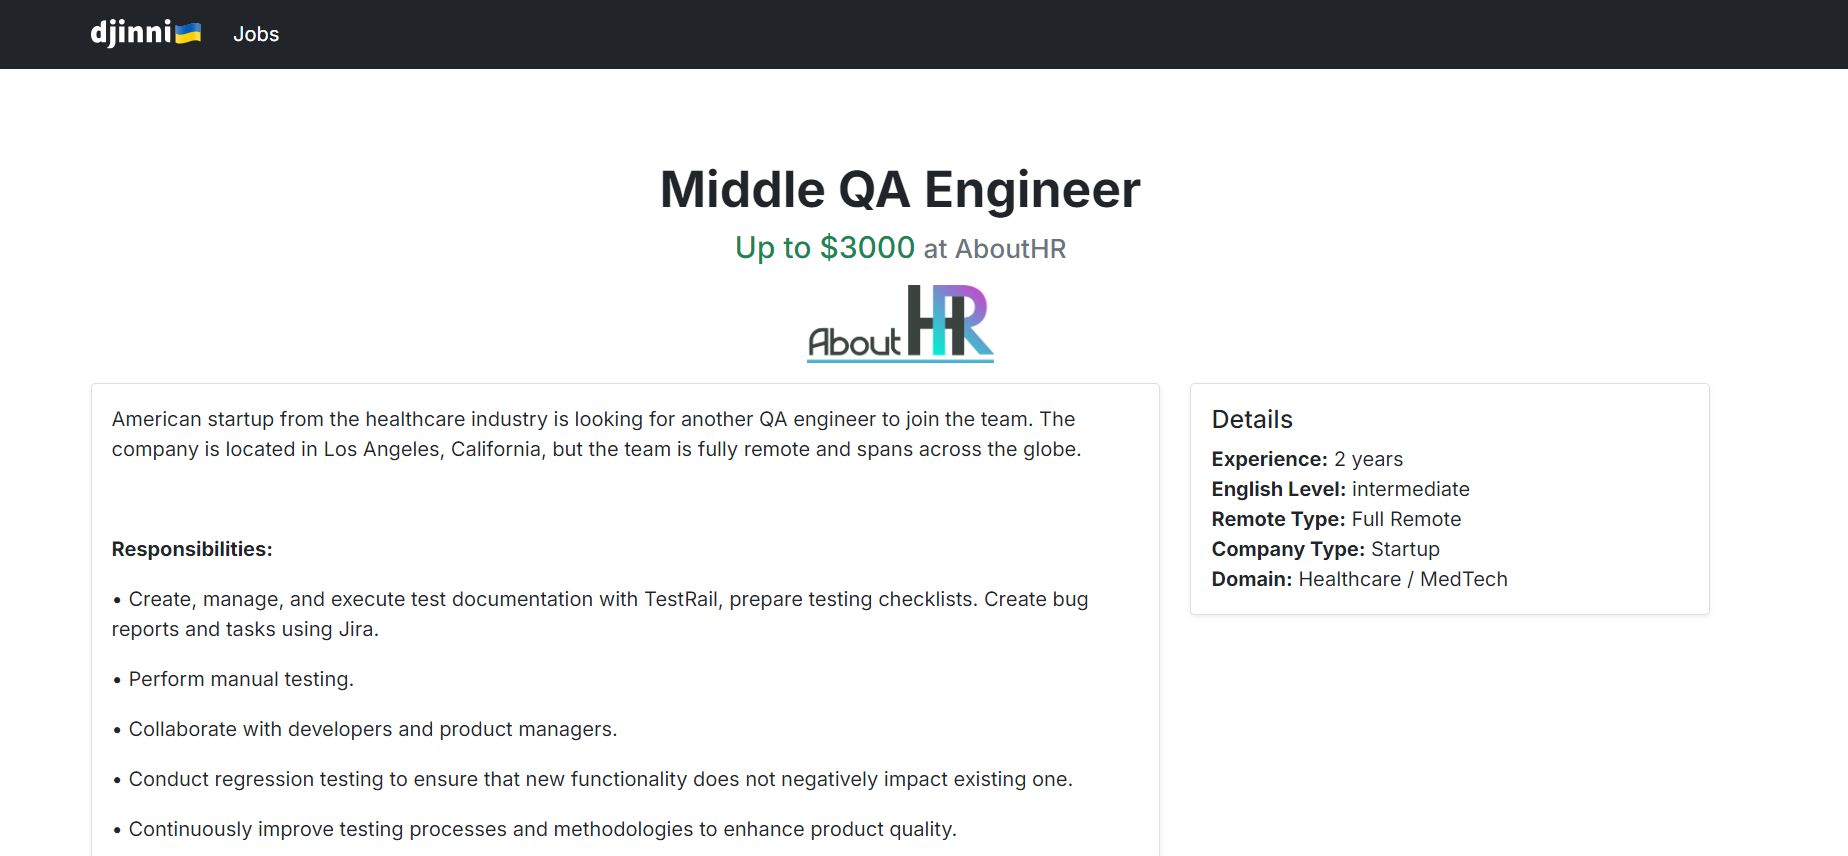 djinni Jobs
Middle QA Engineer
Up to $3000 at AboutHR
About HR
American startup from the healthcare industry is looking for another QA engineer to join the team. The
company is located in Los Angeles, California, but the team is fully remote and spans across the globe.
Responsibilities:
• Create, manage, and execute test documentation with TestRail, prepare testing checklists. Create bug
reports and tasks using Jira.
• Perform manual testing.
• Collaborate with developers and product managers.
• Conduct regression testing to ensure that new functionality does not negatively impact existing one.
• Continuously improve testing processes and methodologies to enhance product quality.
Details
Experience: 2 years
English Level: intermediate
Remote Type: Full Remote
Company Type: Startup
Domain: Healthcare / MedTech